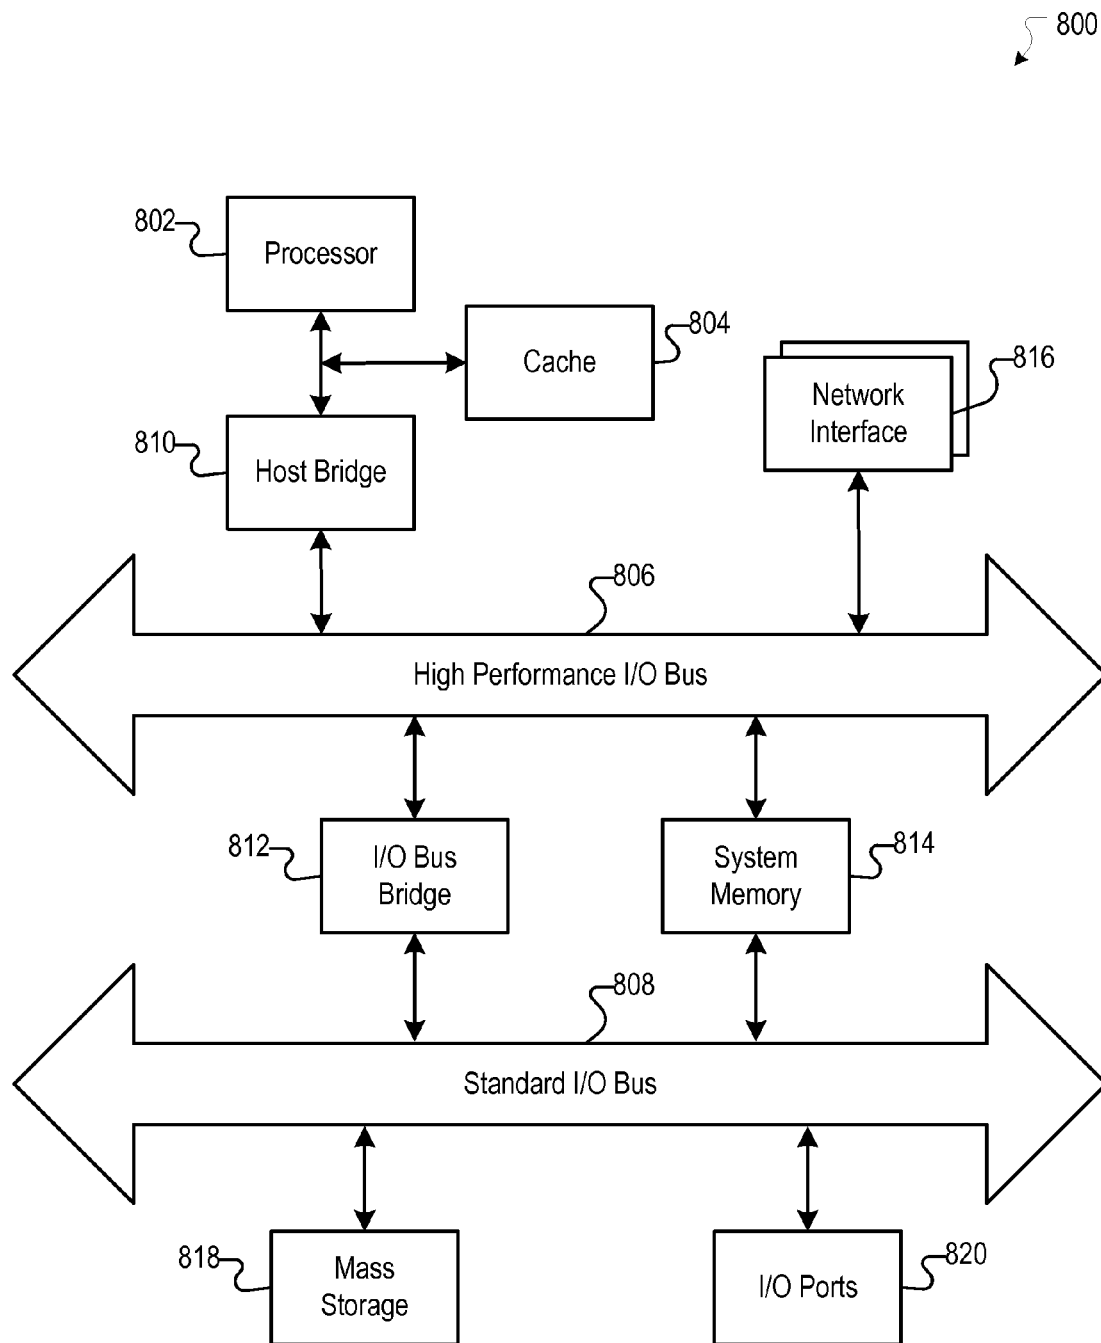 800
802
Processor
804
Cache
816
Network
Interface
810
Host Bridge
806
High Performance I/O Bus
812
I/O Bus
Bridge
System
Memory
814
808
Standard I/O Bus
818
Mass
Storage
I/O Ports
820